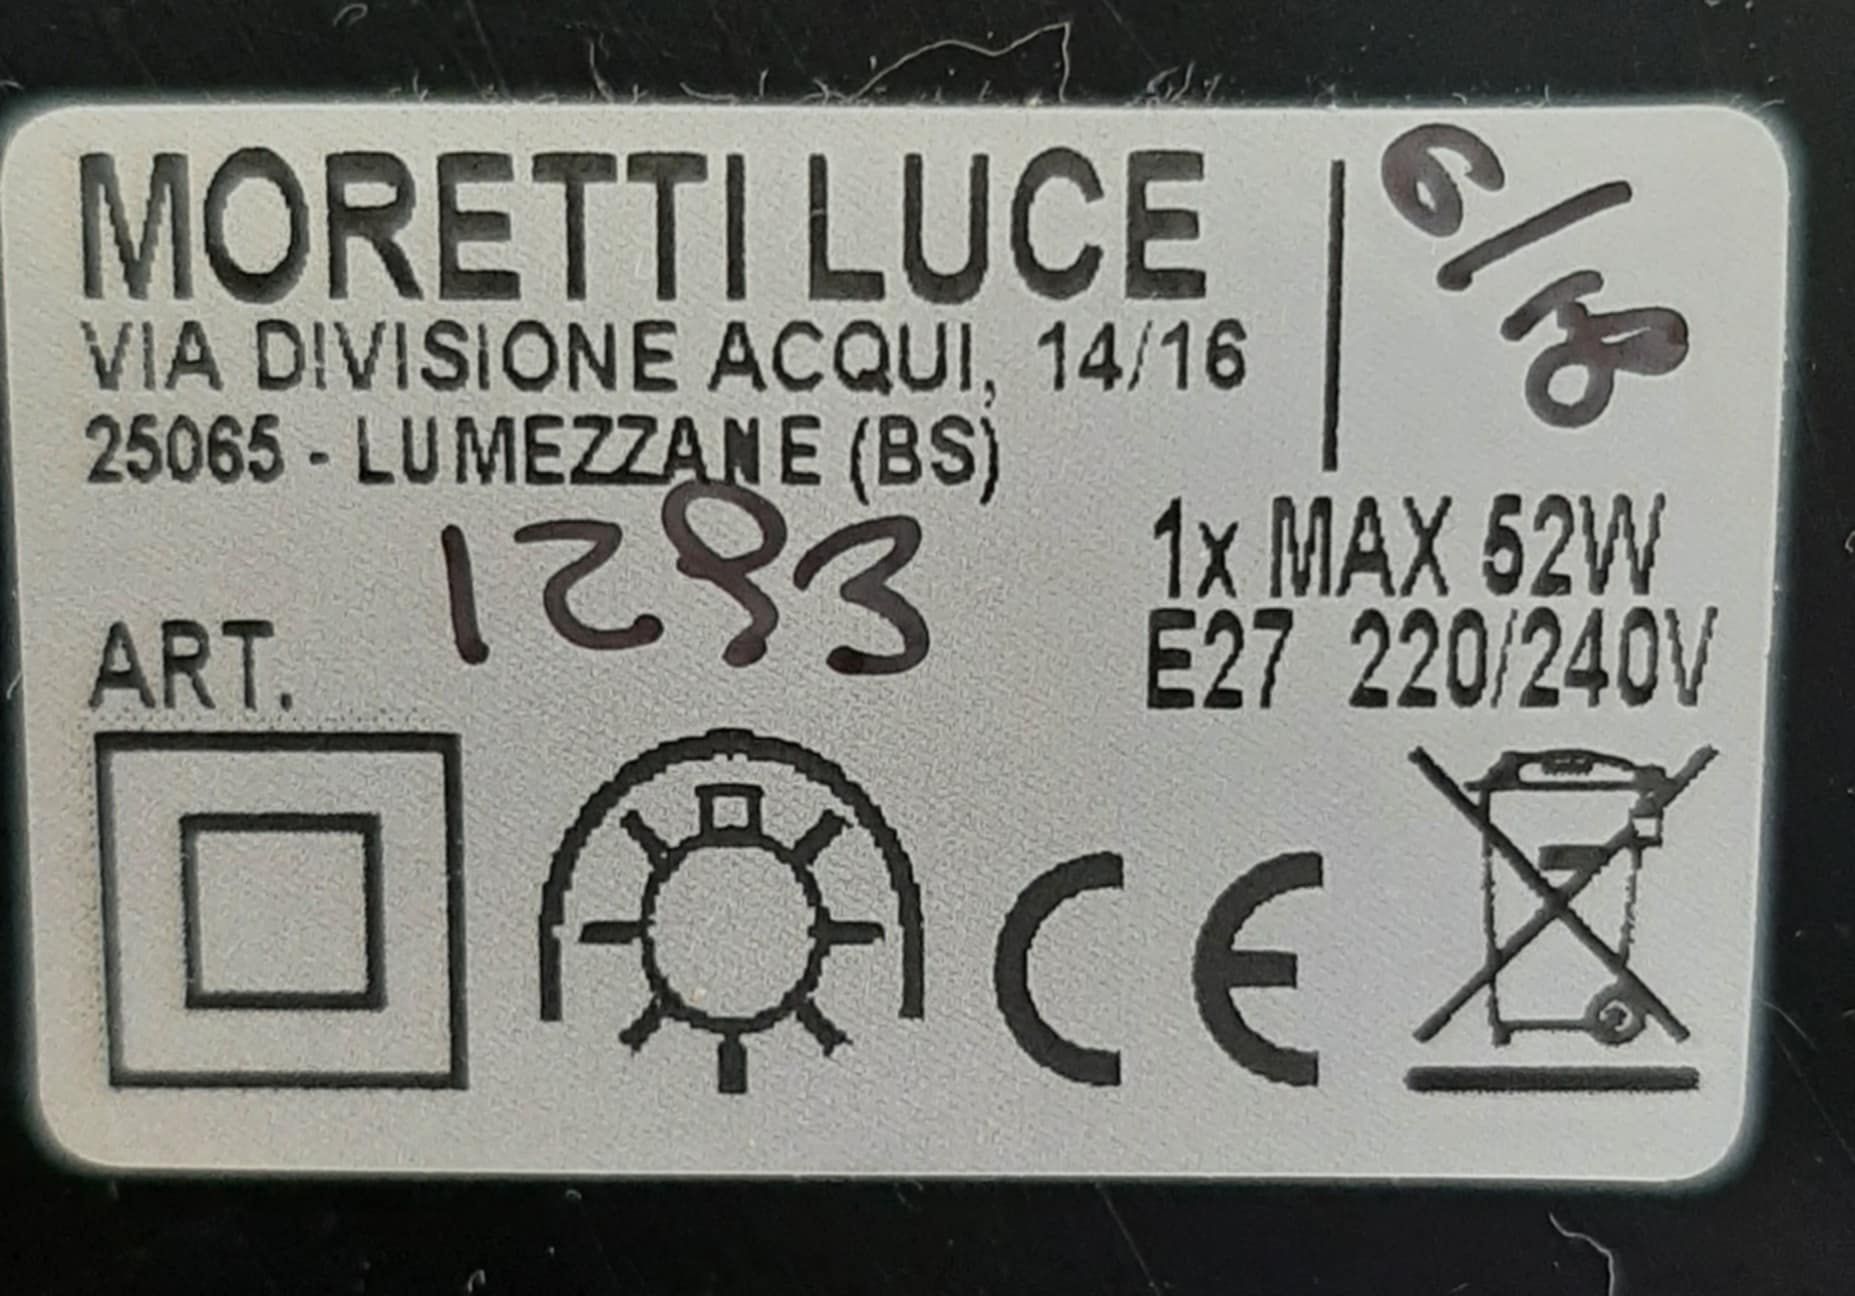 MORETTI LUCE
6/18
VIA DIVISIONE ACQUI, 14/16
25065 - LUMEZZANE (BS)
1x MAX 52W
ART. 1293
E27 220/240V
CE